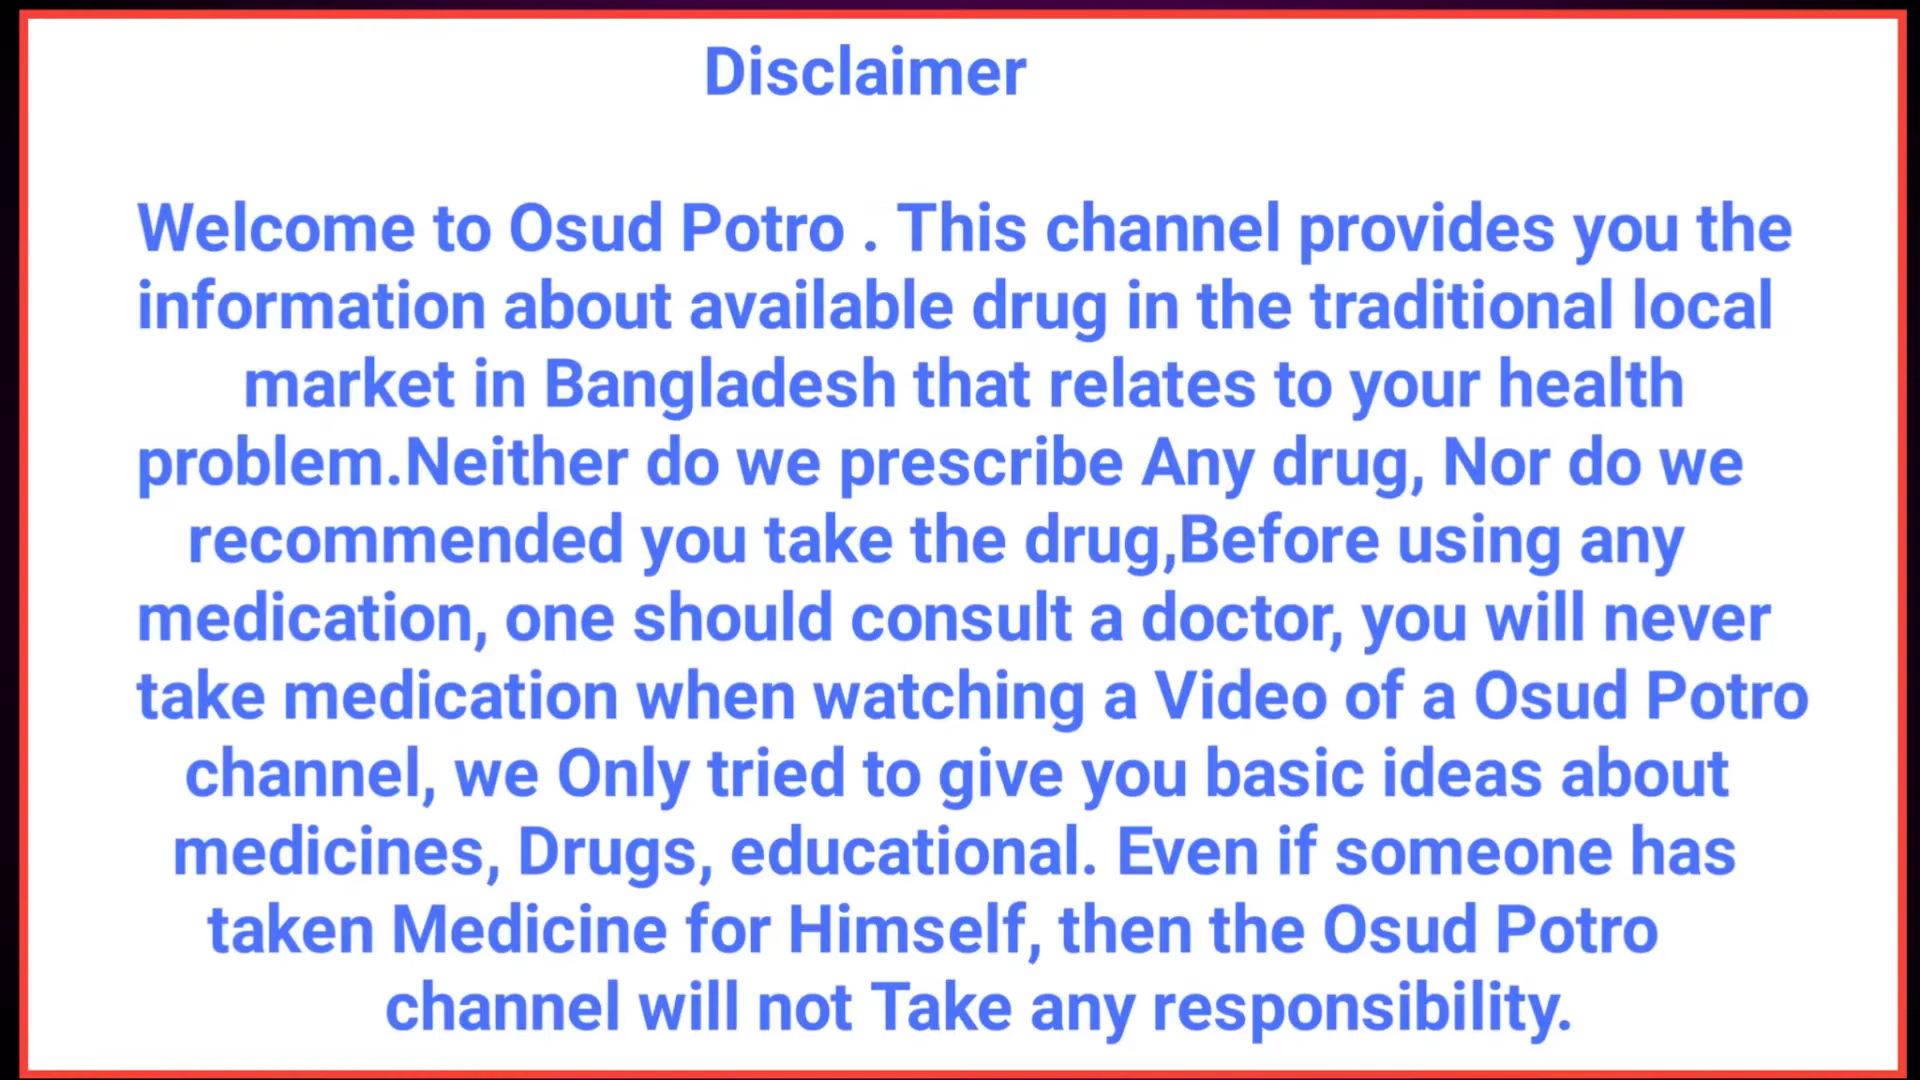 Disclaimer
Welcome to Osud Potro . This channel provides you the
information about available drug in the traditional local
market in Bangladesh that relates to your health
problem.Neither do we prescribe Any drug, Nor do we
recommended you take the drug,Before using any
medication, one should consult a doctor, you will never
take medication when watching a Video of a Osud Potro
channel, we Only tried to give you basic ideas about
medicines, Drugs, educational. Even if someone has
taken Medicine for Himself, then the Osud Potro
channel will not Take any responsibility.